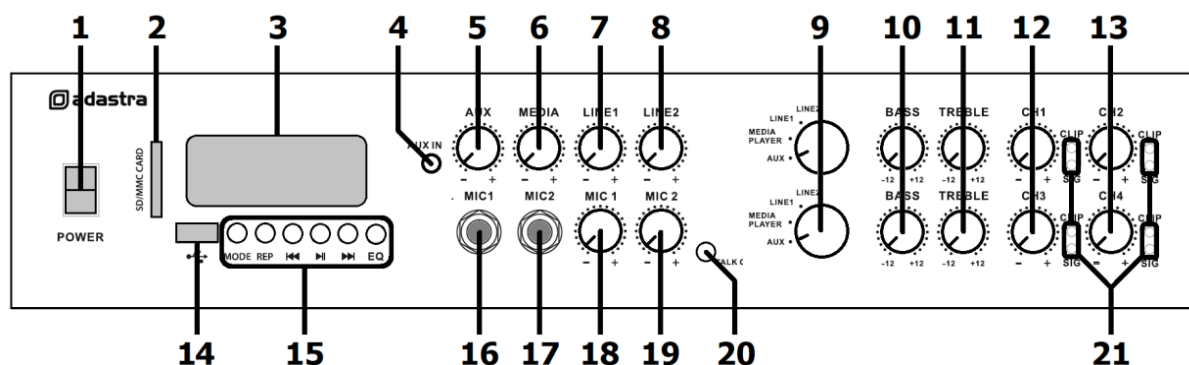 1 2 3 4 5 6 7 8 9 10 11 12 13
adastra
AUX MEDIA LINE1 LINE2
LINE2
LINE1
MEDIA
PLAYER
AUX
BASS TREBLE CH1 CH2
CLIP CLIP
AUX IN
SD/MMC CARD
- + - + - + - +
-12 +12 -12 +12 - + - +
SIG SIG
MIC1 MIC2 MIC 1 MIC 2
LINE2
LINE1
MEDIA
PLAYER
AUX
BASS TREBLE CH3 CH4
CLIP CLIP
POWER
MODE REP EQ
- + - +
TALK
-12 +12 -12 +12 - + - +
SIG SIG
14 15 16 17 18 19 20 21